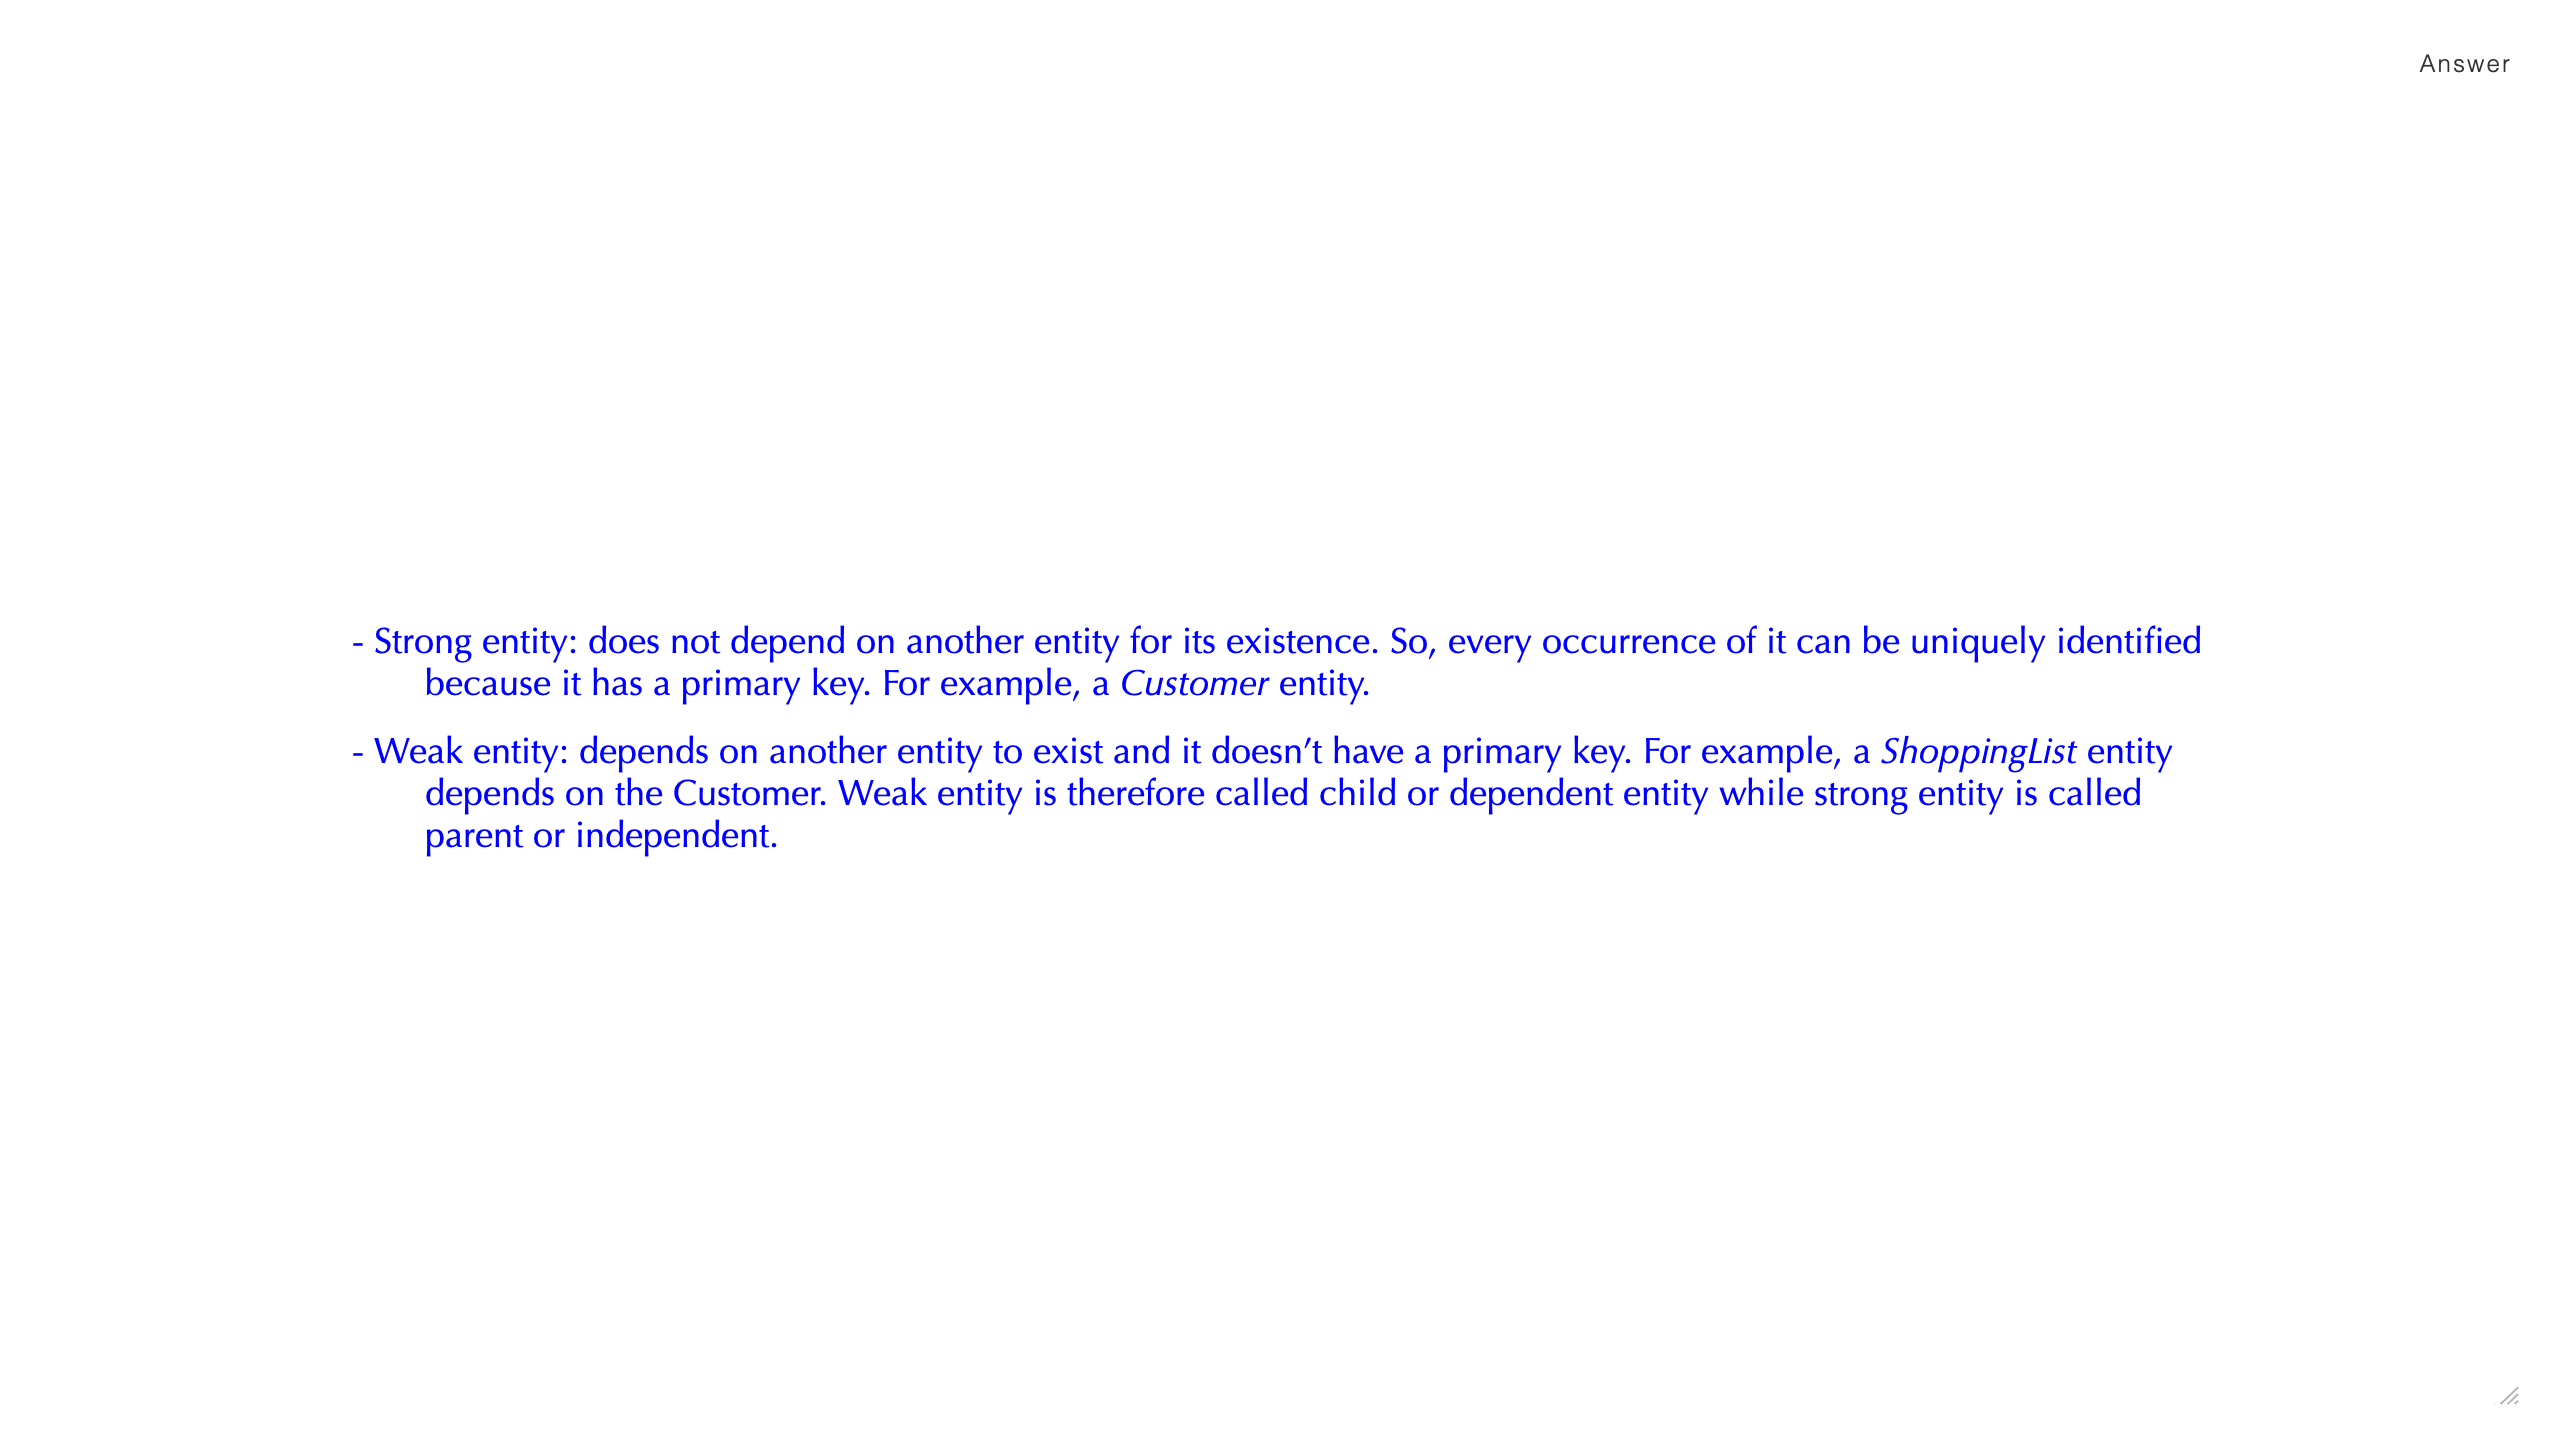 Answer
- Strong entity: does not depend on another entity for its existence. So, every occurrence of it can be uniquely identified
because it has a primary key. For example, a Customer entity.
- Weak entity: depends on another entity to exist and it doesn’t have a primary key. For example, a ShoppingList entity
depends on the Customer. Weak entity is therefore called child or dependent entity while strong entity is called
parent or independent.